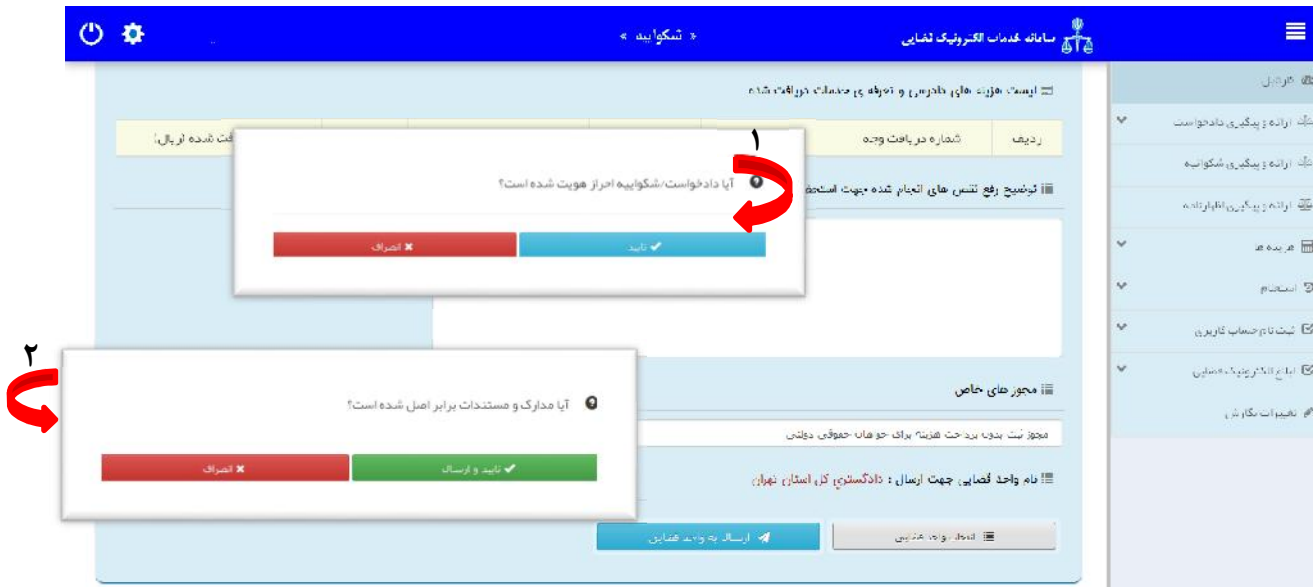 سامانه خدمات الکترونیک قضایی
« شکواییه »
کارتابل
ارائه و پیگیری دادخواست
ارائه و پیگیری شکوائیه
ارائه و پیگیری اظهارنامه
هزینه ها
استعلام
ثبت نام حساب کاربری
ابلاغ الکترونیک قضایی
تغییرات نگارش
لیست هزینه های دادرسی و تعرفه ی خدمات دریافت شده
ردیف
شماره دریافت وجه
شده (ریال)
توضیح رفع نقص های انجام شده جهت
۱
آیا دادخواست/شکواییه احراز هویت شده است؟
تایید
انصراف
۲
آیا مدارک و مستندات برابر اصل شده است؟
تایید و ارسال
انصراف
مجوز های خاص
مجوز ثبت بدون پرداخت هزینه برای خواهان حقوقی دولتی
نام واحد قضایی جهت ارسال : دادگستری کل استان تهران
انتخاب واحد قضایی
ارسال به واحد قضایی